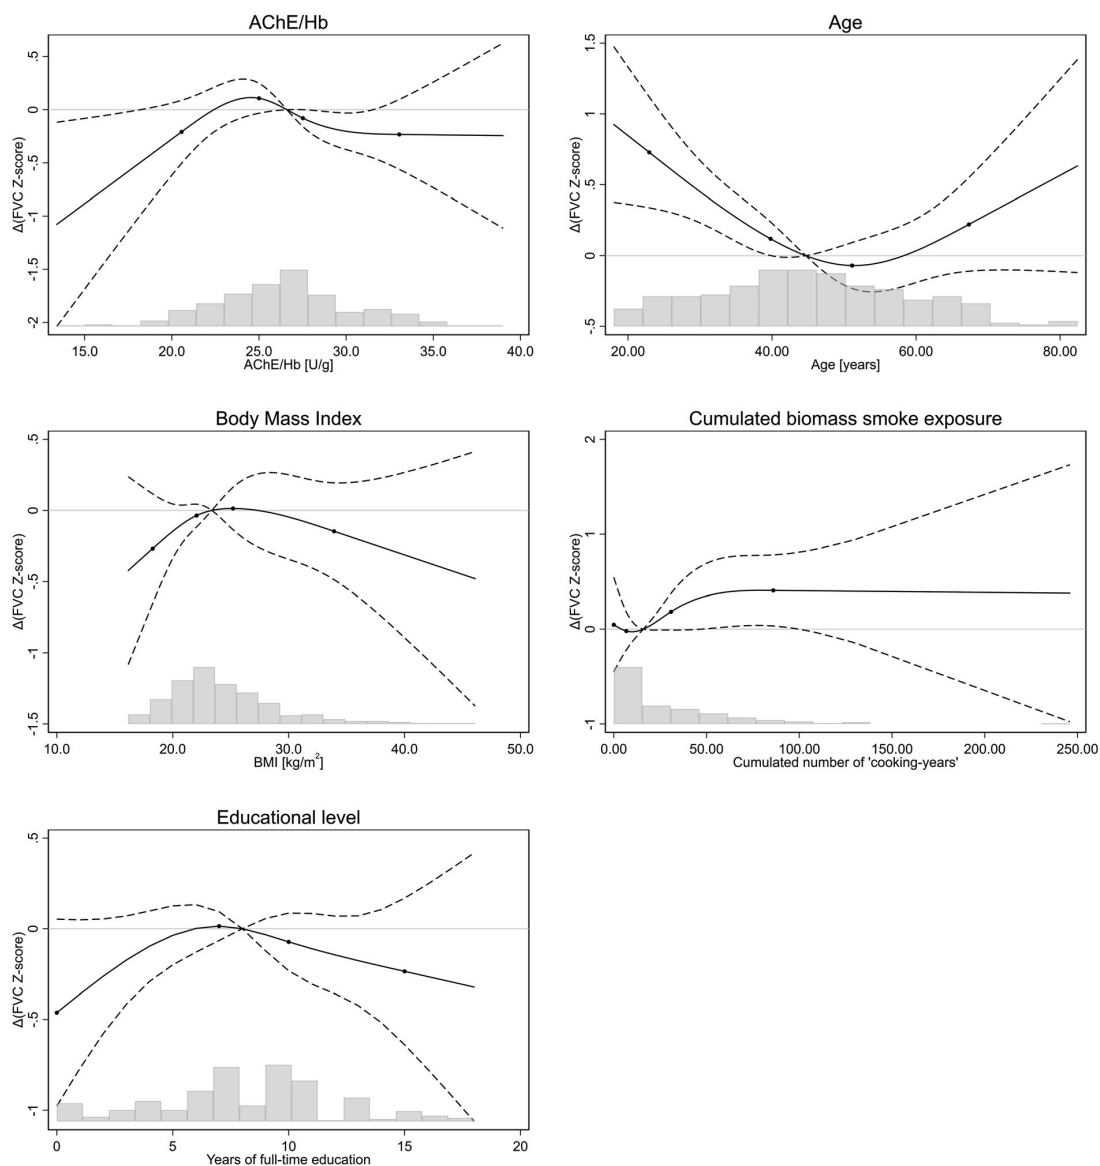 AChE/Hb
Δ(FVC Z-score)
.5
0
-.5
-1
-1.5
-2
15.0 20.0 25.0 30.0 35.0 40.0
AChE/Hb [U/g]
Age
Δ(FVC Z-score)
1.5
1
.5
0
-.5
20.00 40.00 60.00 80.00
Age [years]
Body Mass Index
Δ(FVC Z-score)
.5
0
-.5
-1
-1.5
10.0 20.0 30.0 40.0 50.0
BMI [kg/m²]
Cumulated biomass smoke exposure
Δ(FVC Z-score)
2
1
0
-1
0.00 50.00 100.00 150.00 200.00 250.00
Cumulated number of 'cooking-years'
Educational level
Δ(FVC Z-score)
.5
0
-.5
-1
0 5 10 15 20
Years of full-time education